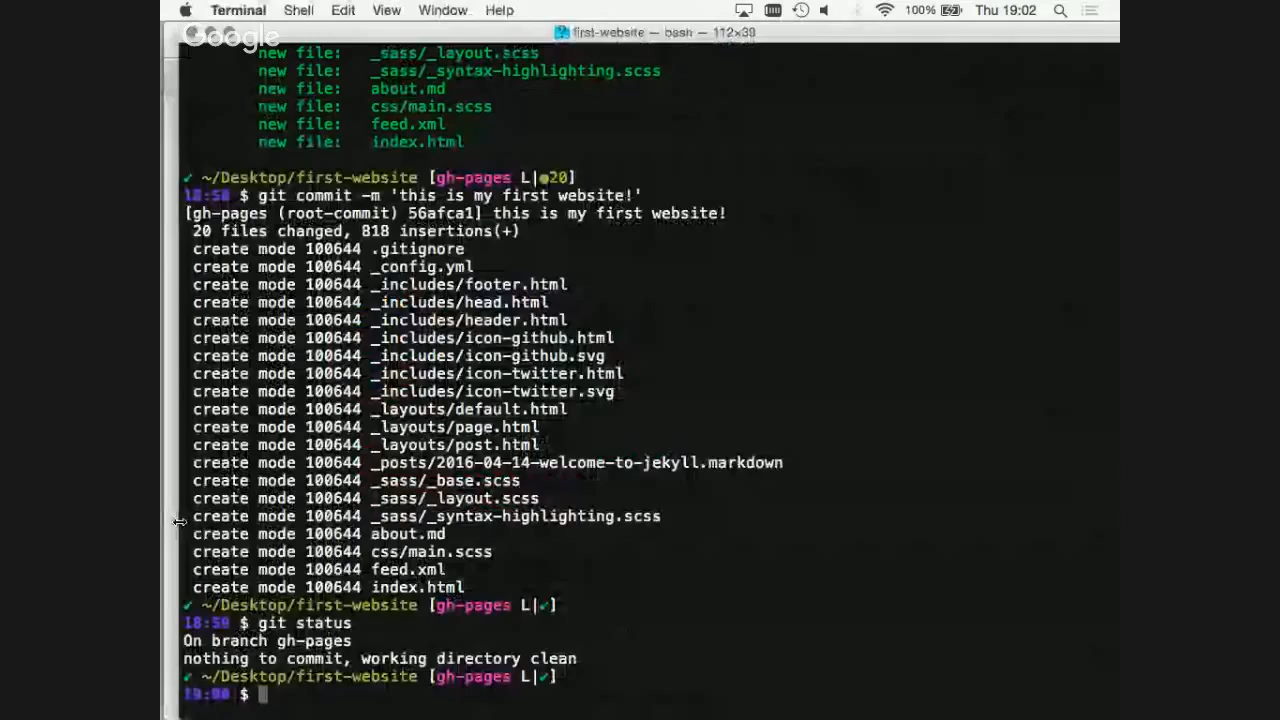 Terminal Shell Edit View Window Help 100% Thu 19:02
Google
first-website — bash — 112×39
new file: _sass/_layout.scss
new file: _sass/_syntax-highlighting.scss
new file: about.md
new file: css/main.scss
new file: feed.xml
new file: index.html
✔ ~/Desktop/first-website [gh-pages L|●20]
18:58 $ git commit -m 'this is my first website!'
[gh-pages (root-commit) 56afca1] this is my first website!
20 files changed, 818 insertions(+)
create mode 100644 .gitignore
create mode 100644 _config.yml
create mode 100644 _includes/footer.html
create mode 100644 _includes/head.html
create mode 100644 _includes/header.html
create mode 100644 _includes/icon-github.html
create mode 100644 _includes/icon-github.svg
create mode 100644 _includes/icon-twitter.html
create mode 100644 _includes/icon-twitter.svg
create mode 100644 _layouts/default.html
create mode 100644 _layouts/page.html
create mode 100644 _layouts/post.html
create mode 100644 _posts/2016-04-14-welcome-to-jekyll.markdown
create mode 100644 _sass/_base.scss
create mode 100644 _sass/_layout.scss
create mode 100644 _sass/_syntax-highlighting.scss
create mode 100644 about.md
create mode 100644 css/main.scss
create mode 100644 feed.xml
create mode 100644 index.html
✔ ~/Desktop/first-website [gh-pages L|✔]
18:59 $ git status
On branch gh-pages
nothing to commit, working directory clean
✔ ~/Desktop/first-website [gh-pages L|✔]
19:00 $